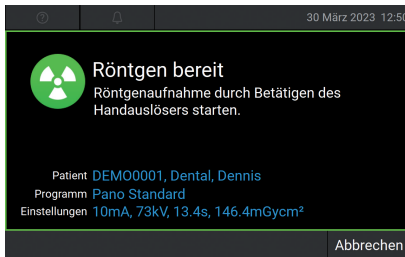 30 März 2023 12:50
Röntgen bereit
Röntgenaufnahme durch Betätigen des
Handauslösers starten.
Patient DEMO0001, Dental, Dennis
Programm Pano Standard
Einstellungen 10mA, 73kV, 13.4s, 146.4mGycm²
Abbrechen